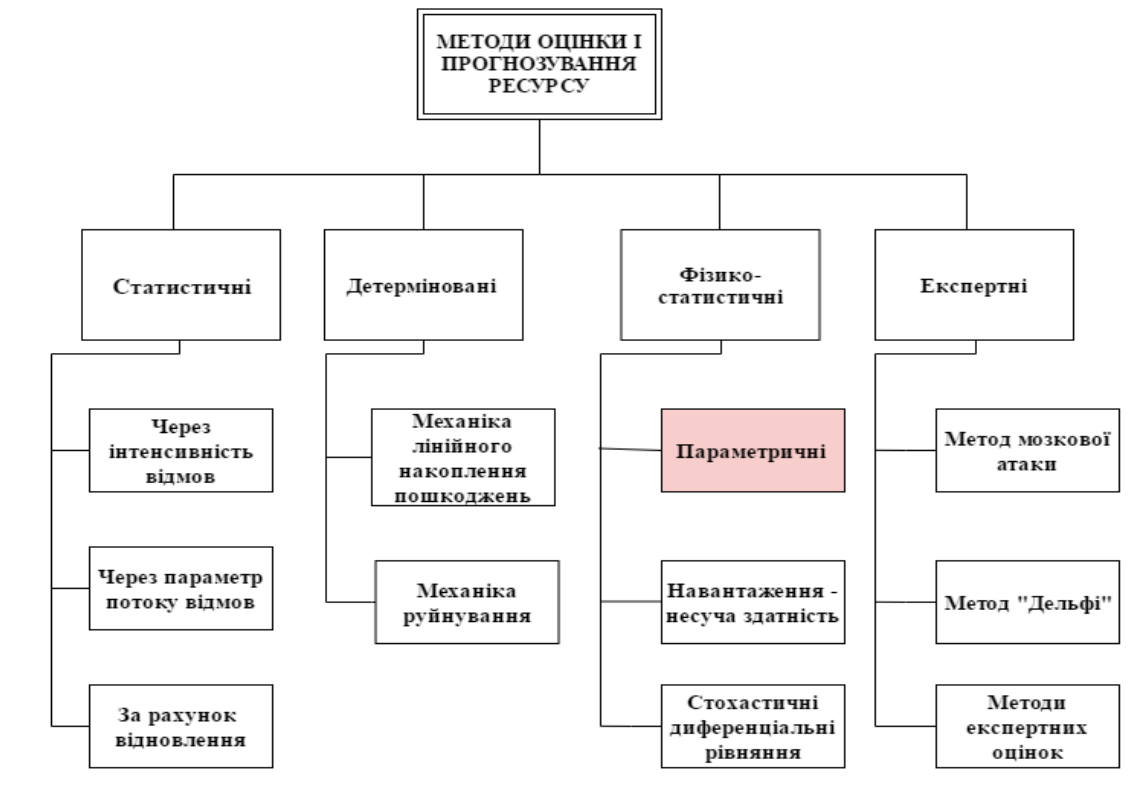 МЕТОДИ ОЦІНКИ І
ПРОГНОЗУВАННЯ
РЕСУРСУ
Статистичні
Детерміновані
Фізико-
статистичні
Експертні
Через
інтенсивність
відмов
Механіка
лінійного
накоплення
пошкоджень
Параметричні
Метод мозкової
атаки
Через параметр
потоку відмов
Механіка
руйнування
Навантаження -
несуча здатність
Метод "Дельфі"
За рахунок
відновлення
Стохастичні
диференціальні
рівняння
Методи
експертних
оцінок